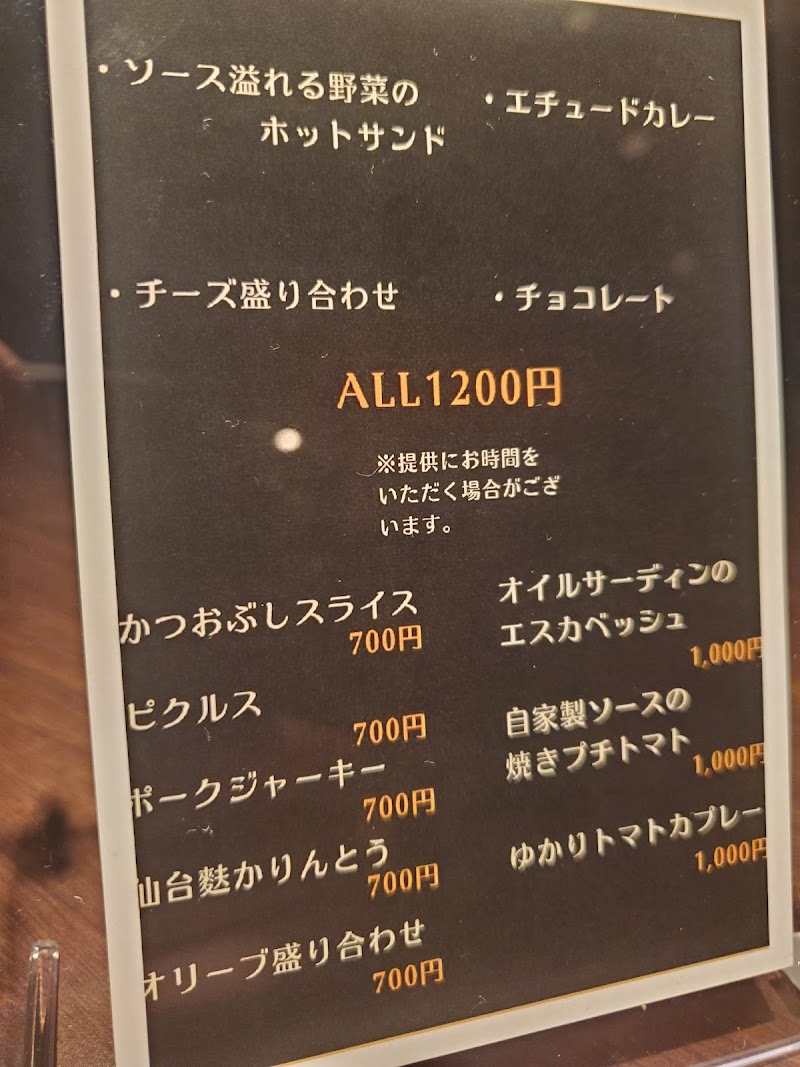 ・ソース溢れる野菜の
ホットサンド
・エチュードカレー
・チーズ盛り合わせ
・チョコレート
ALL1200円
※提供にお時間を
いただく場合がござ
います。
かつおぶしスライス
700円
ピクルス
700円
ポークジャーキー
700円
仙台麩かりんとう
700円
オリーブ盛り合わせ
700円
オイルサーディンの
エスカベッシュ
1,000円
自家製ソースの
焼きプチトマト
1,000円
ゆかりトマトカプレー
1,000円